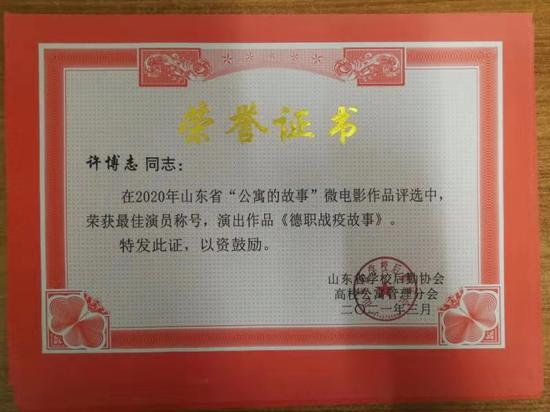 荣誉证书
许博志 同志：
在2020年山东省“公寓的故事”微电影作品评选中，
荣获最佳演员称号，演出作品《德职战疫故事》。
特发此证，以资鼓励。
山东省学校后勤协会
高校公寓管理分会
二〇二一年三月